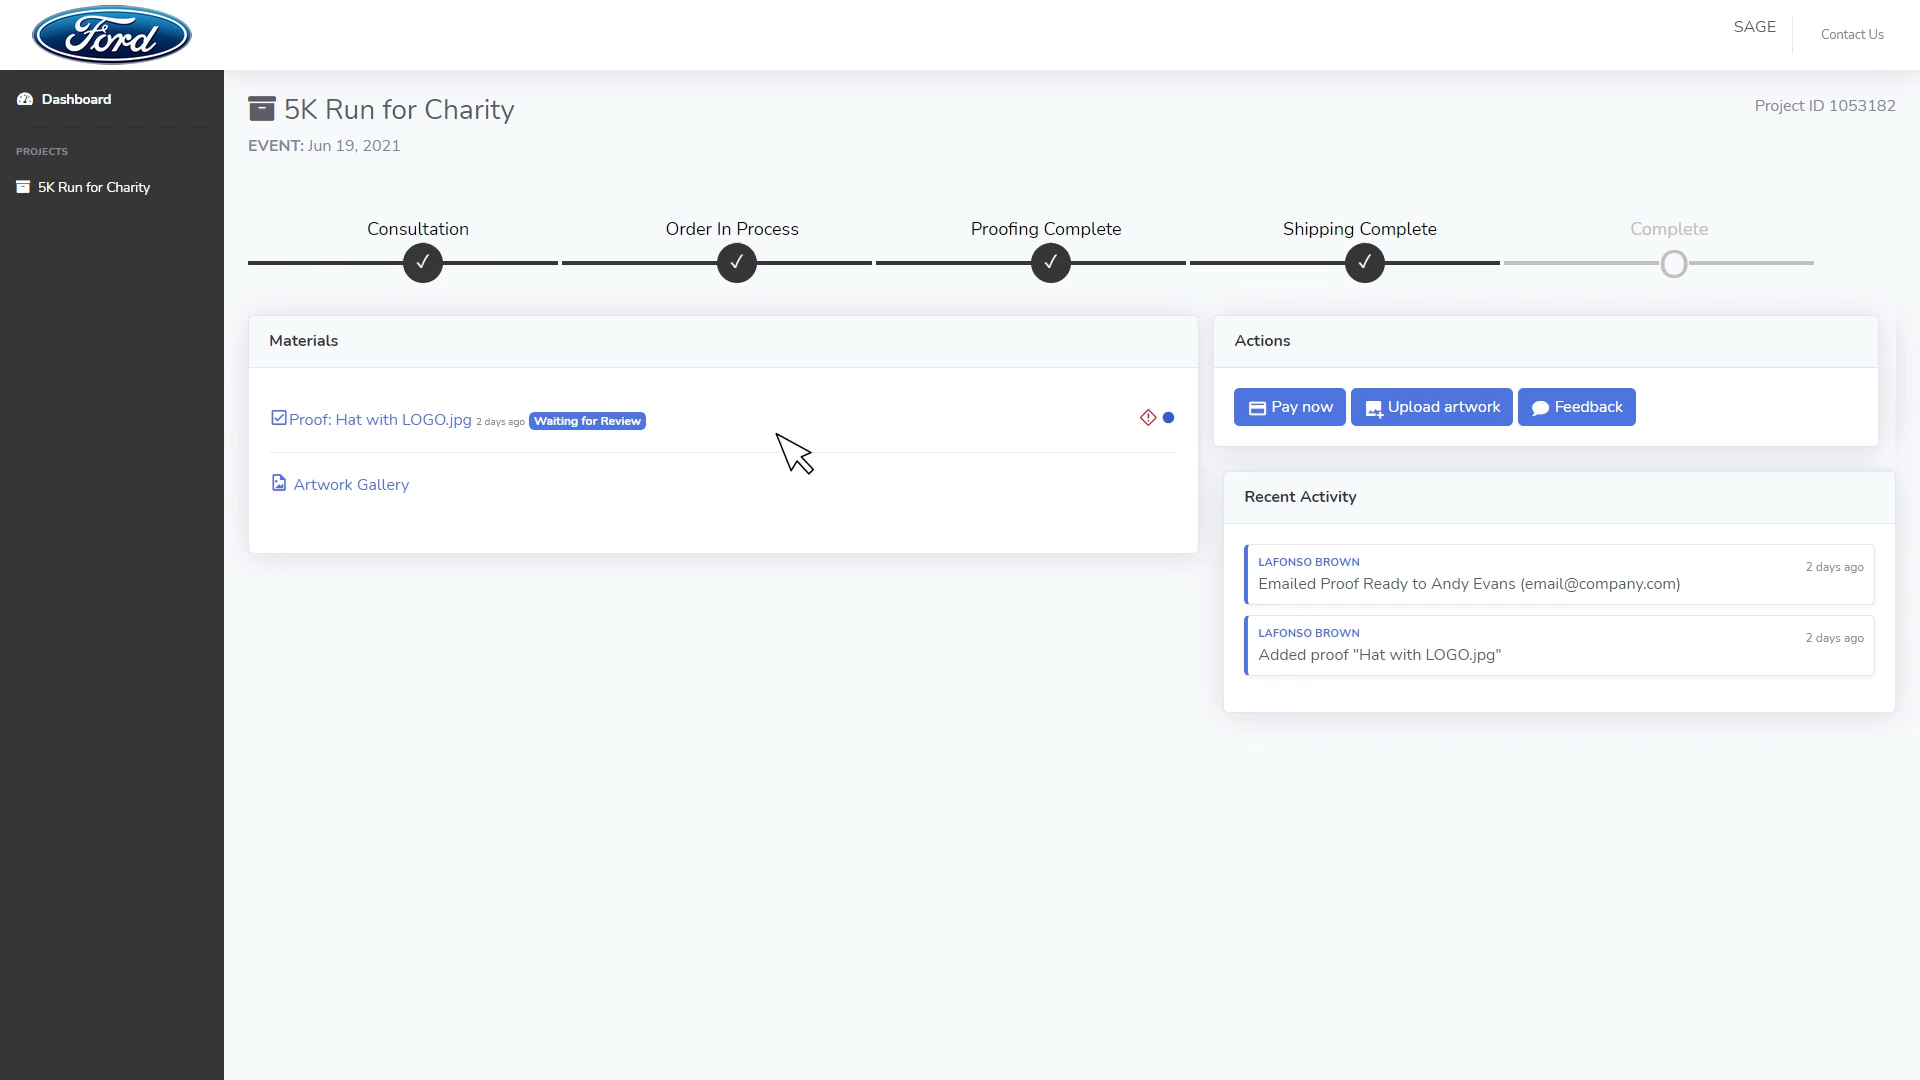 Ford
SAGE
Contact Us
Dashboard
PROJECTS
5K Run for Charity
5K Run for Charity
Project ID 1053182
EVENT: Jun 19, 2021
Consultation
Order In Process
Proofing Complete
Shipping Complete
Complete
Materials
Proof: Hat with LOGO.jpg 2 days ago Waiting for Review
Artwork Gallery
Actions
Pay now
Upload artwork
Feedback
Recent Activity
LAFONSO BROWN
2 days ago
Emailed Proof Ready to Andy Evans (email@company.com)
LAFONSO BROWN
2 days ago
Added proof "Hat with LOGO.jpg"